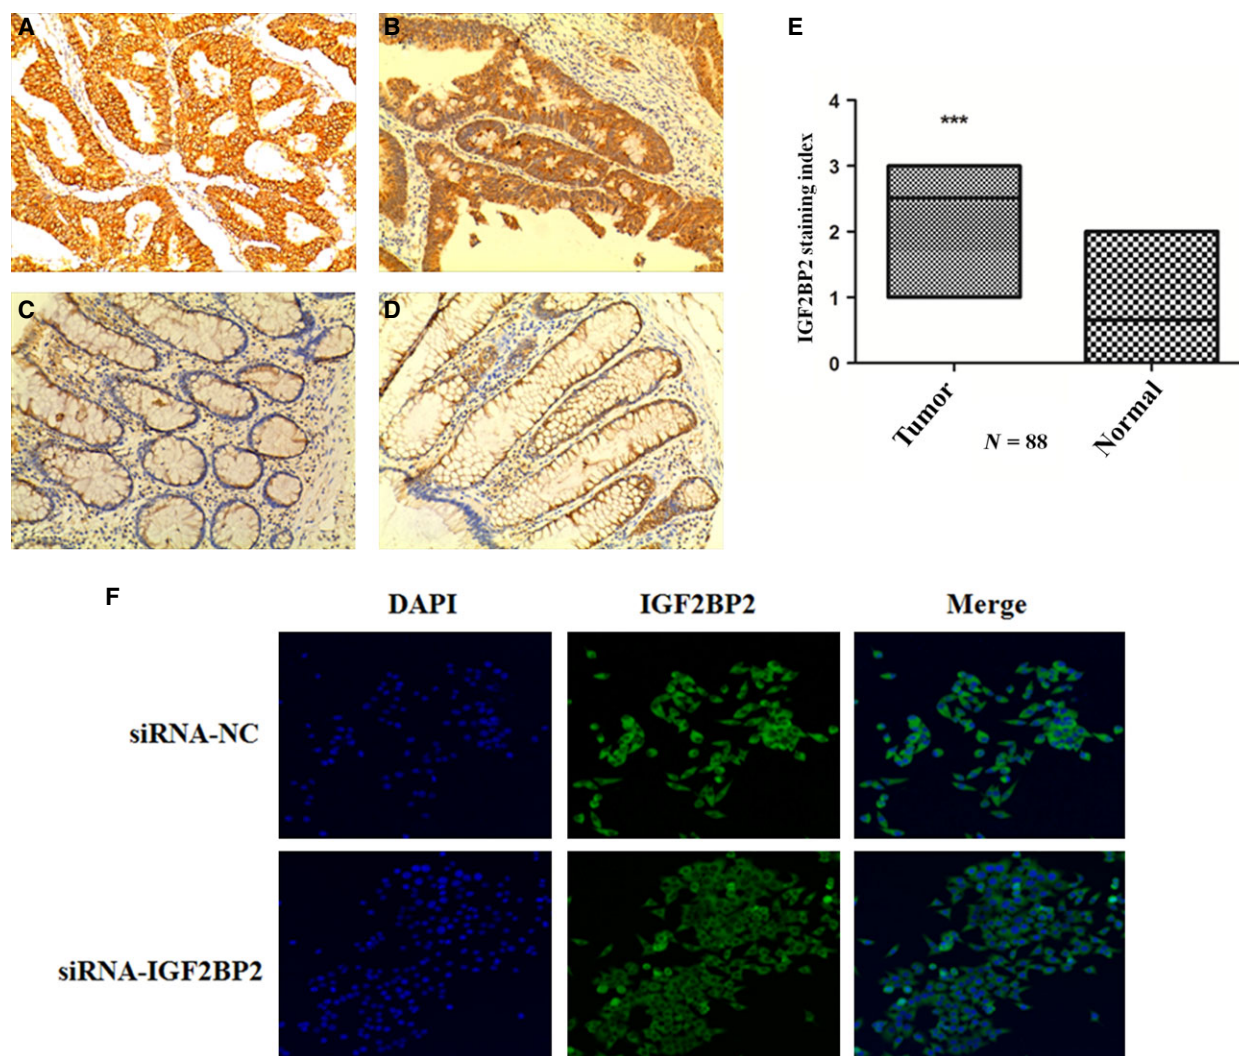 A
B
C
D
E
IGF2BP2 staining index
4
3
2
1
0
***
Tumor
Normal
N = 88
F
DAPI
IGF2BP2
Merge
siRNA-NC
siRNA-IGF2BP2